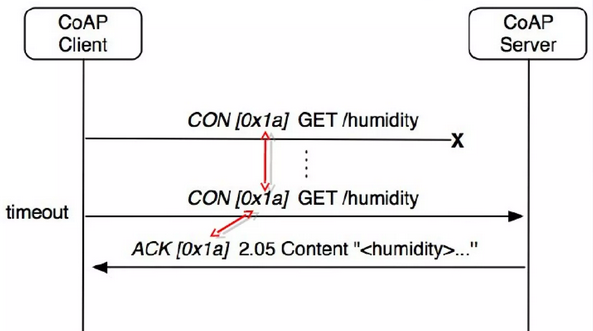 CoAP
Client
CoAP
Server
CON [0x1a] GET /humidity
X
CON [0x1a] GET /humidity
timeout
ACK [0x1a] 2.05 Content "<humidity>..."